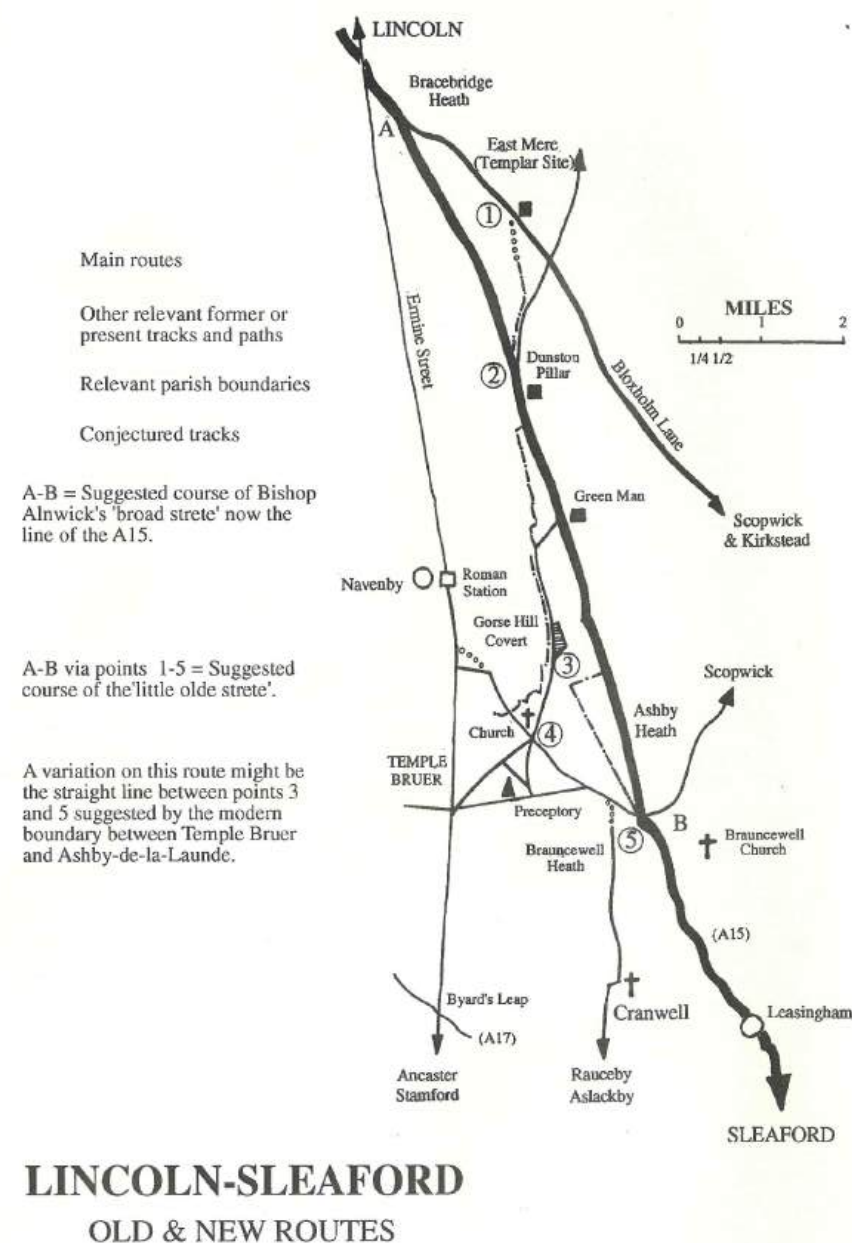 LINCOLN
Bracebridge
Heath
A
East Mere
(Templar Site)
1
Main routes
Other relevant former or
present tracks and paths
Relevant parish boundaries
Conjectured tracks
Ermine Street
MILES
0 1 2
1/4 1/2
2
Dunston
Pillar
Bloxholm Lane
A-B = Suggested course of Bishop
Alnwick's 'broad strete' now the
line of the A15.
Green Man
Scopwick
& Kirkstead
Navenby
Roman
Station
Gorse Hill
Covert
3
A-B via points 1-5 = Suggested
course of the'little olde strete'.
Scopwick
Church
4
Ashby
Heath
TEMPLE
BRUER
A variation on this route might be
the straight line between points 3
and 5 suggested by the modern
boundary between Temple Bruer
and Ashby-de-la-Launde.
Preceptory
5
B
Brauncewell
Heath
Brauncewell
Church
(A15)
Byard's Leap
(A17)
Cranwell
Leasingham
Ancaster
Stamford
Rauceby
Aslackby
SLEAFORD
LINCOLN-SLEAFORD
OLD & NEW ROUTES